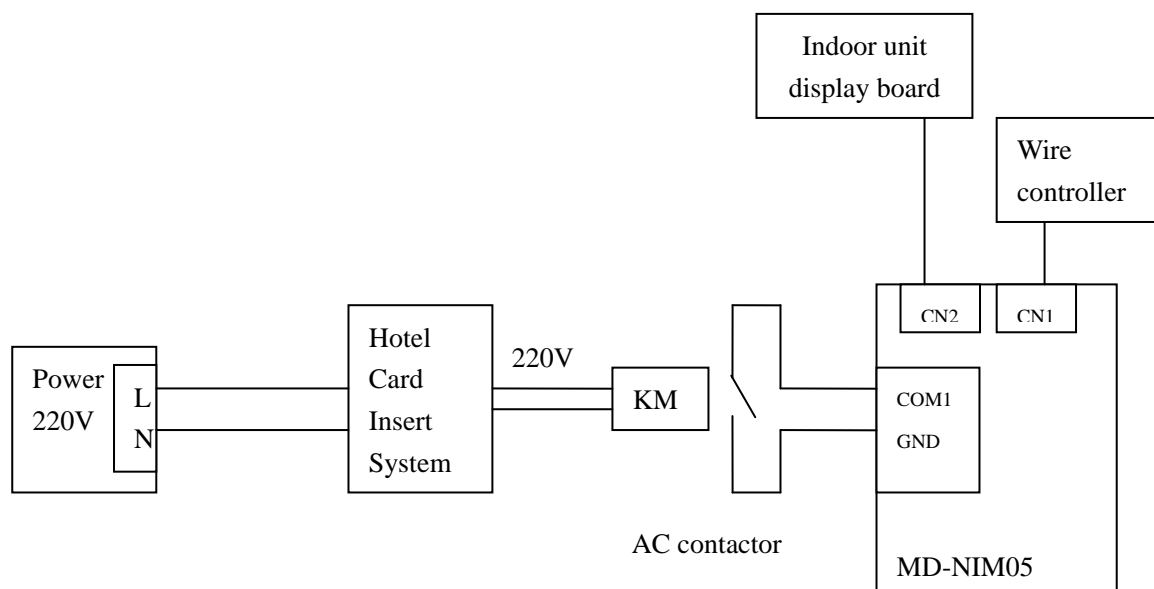 Indoor unit
display board
Wire
controller
CN2
CN1
Power
220V
L
N
Hotel
Card
Insert
System
220V
KM
COM1
GND
AC contactor
MD-NIM05